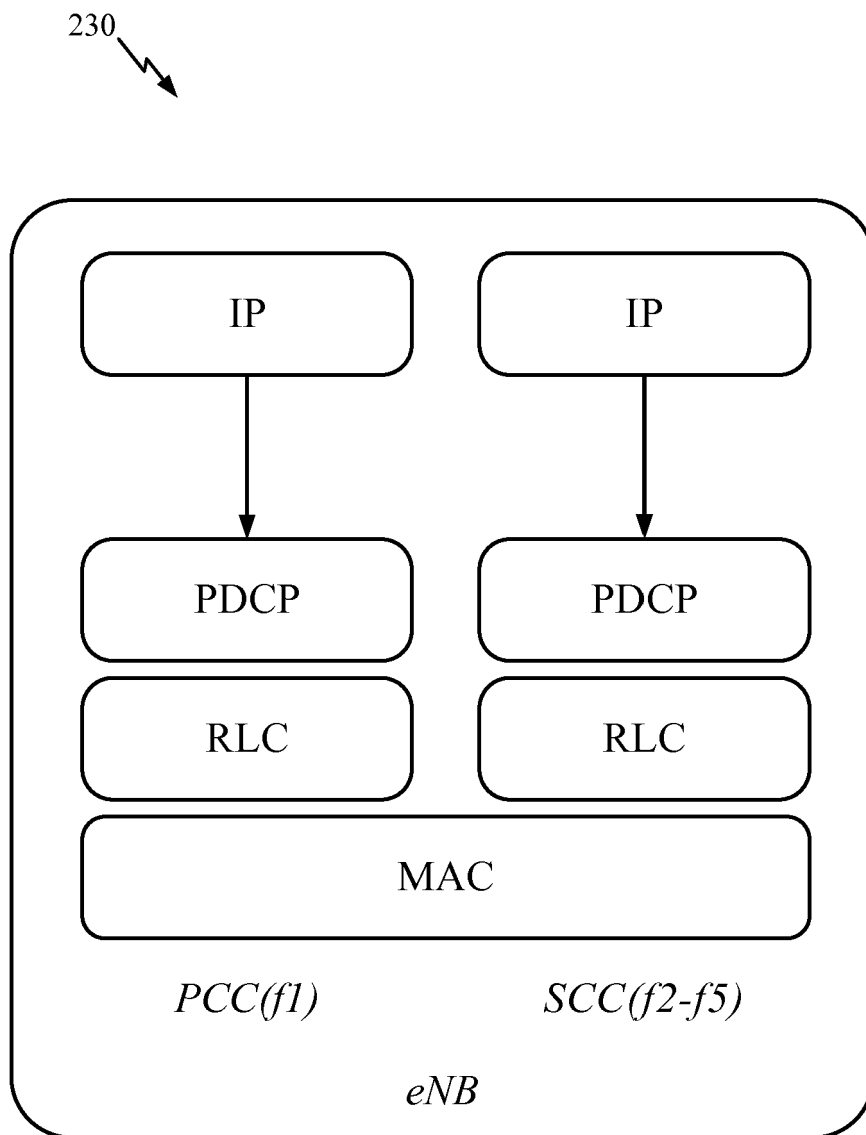 230
IP IP
PDCP PDCP
RLC RLC
MAC
PCC(f1) SCC(f2-f5)
eNB